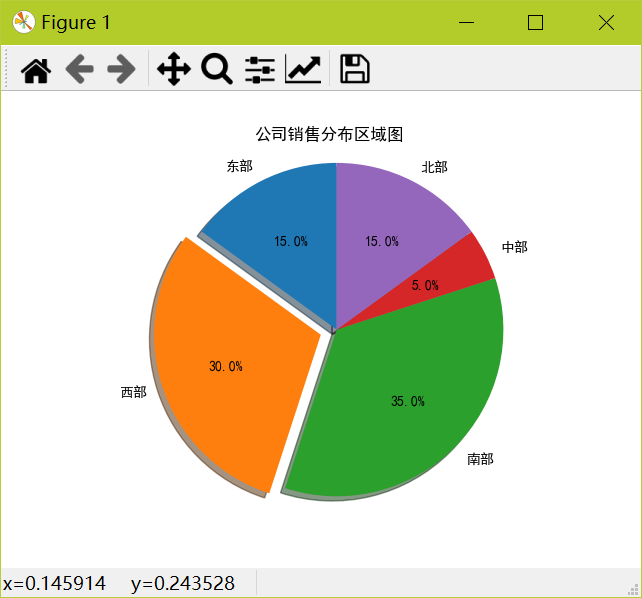 Figure 1
公司销售分布区域图
东部
北部
15.0%
15.0%
中部
5.0%
30.0%
西部
35.0%
南部
x=0.145914 y=0.243528